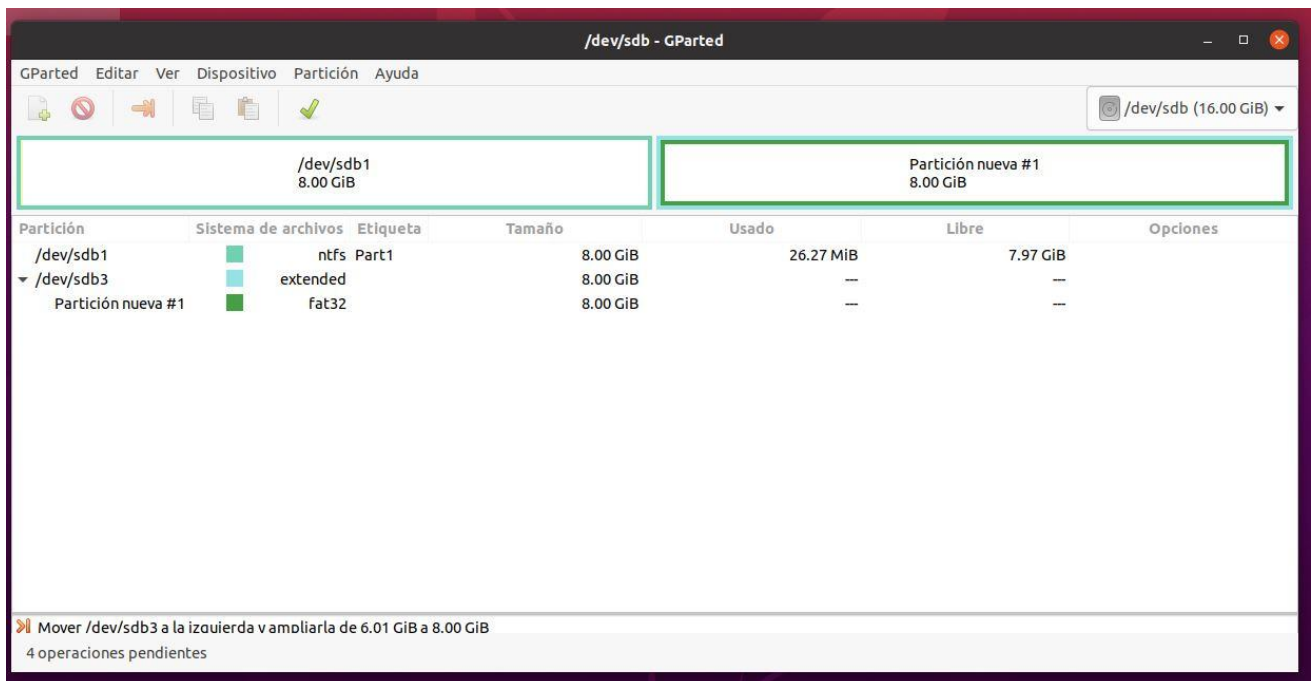 /dev/sdb - GParted
GParted Editar Ver Dispositivo Partición Ayuda
/dev/sdb (16.00 GiB)
/dev/sdb1
8.00 GiB
Partición nueva #1
8.00 GiB
Partición Sistema de archivos Etiqueta Tamaño Usado Libre Opciones
/dev/sdb1 ntfs Part1 8.00 GiB 26.27 MiB 7.97 GiB
/dev/sdb3 extended 8.00 GiB --- ---
Partición nueva #1 fat32 8.00 GiB --- ---
Mover /dev/sdb3 a la izquierda y ampliarla de 6.01 GiB a 8.00 GiB
4 operaciones pendientes